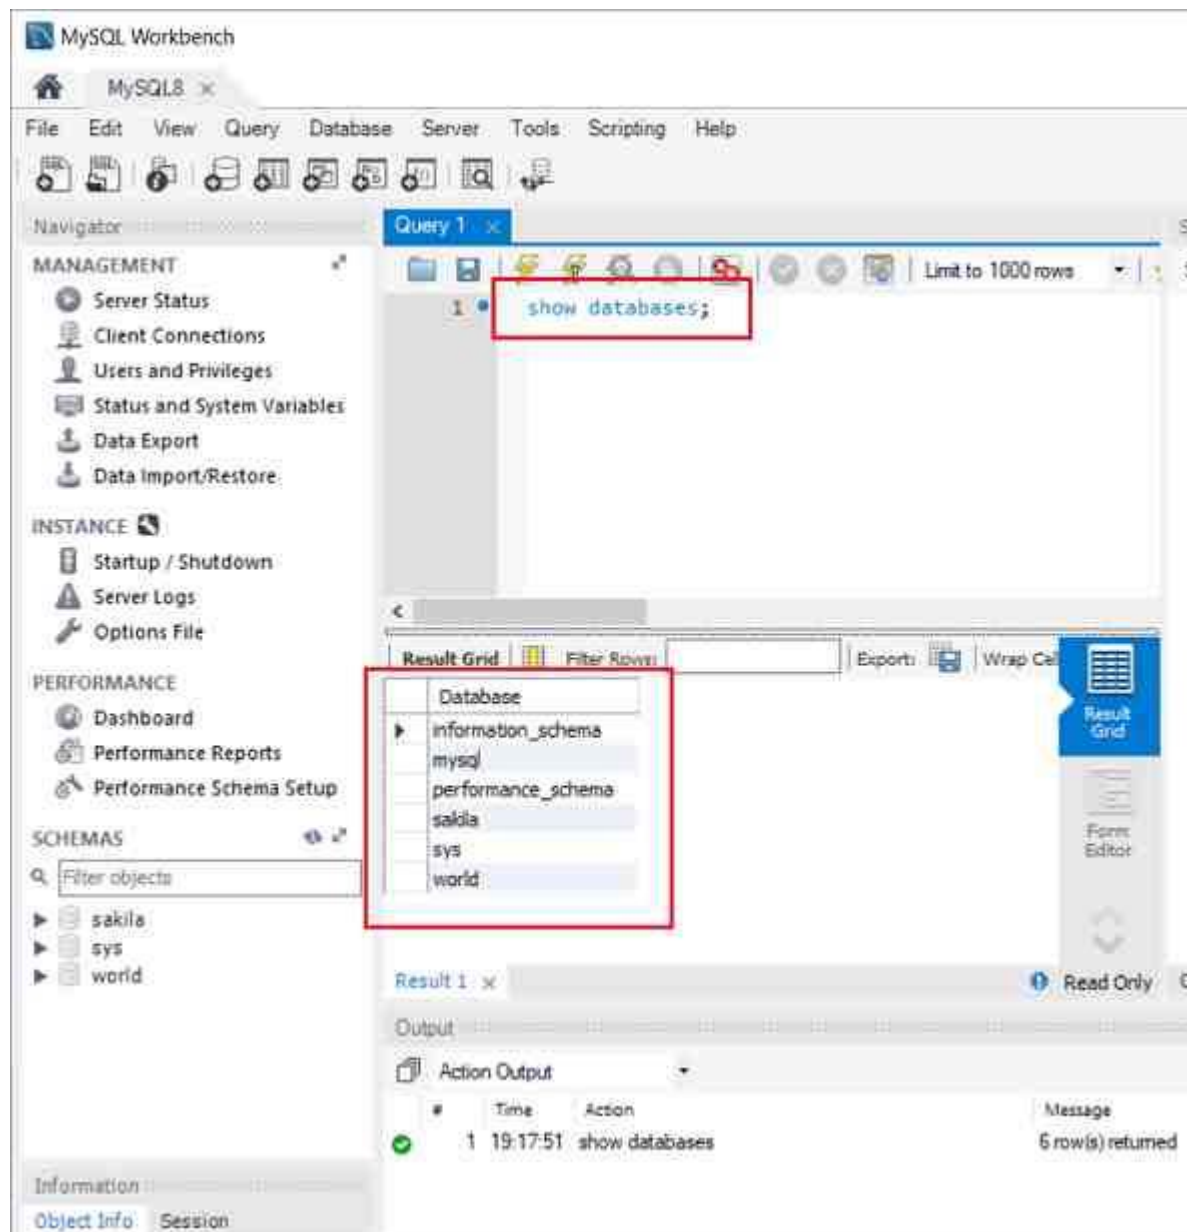 MySQL Workbench
MySQL8
File Edit View Query Database Server Tools Scripting Help
Navigator
MANAGEMENT
Server Status
Client Connections
Users and Privileges
Status and System Variables
Data Export
Data Import/Restore
INSTANCE
Startup / Shutdown
Server Logs
Options File
PERFORMANCE
Dashboard
Performance Reports
Performance Schema Setup
SCHEMAS
Filter objects
sakila
sys
world
Information
Object Info Session
Query 1
Limit to 1000 rows
1 show databases;
Result Grid Filter Rows: Export: Wrap Cel
Database
information_schema
mysql
performance_schema
sakila
sys
world
Result
Grid
Form
Editor
Result 1 Read Only
Output
Action Output
# Time Action Message
1 19:17:51 show databases 6 row(s) returned